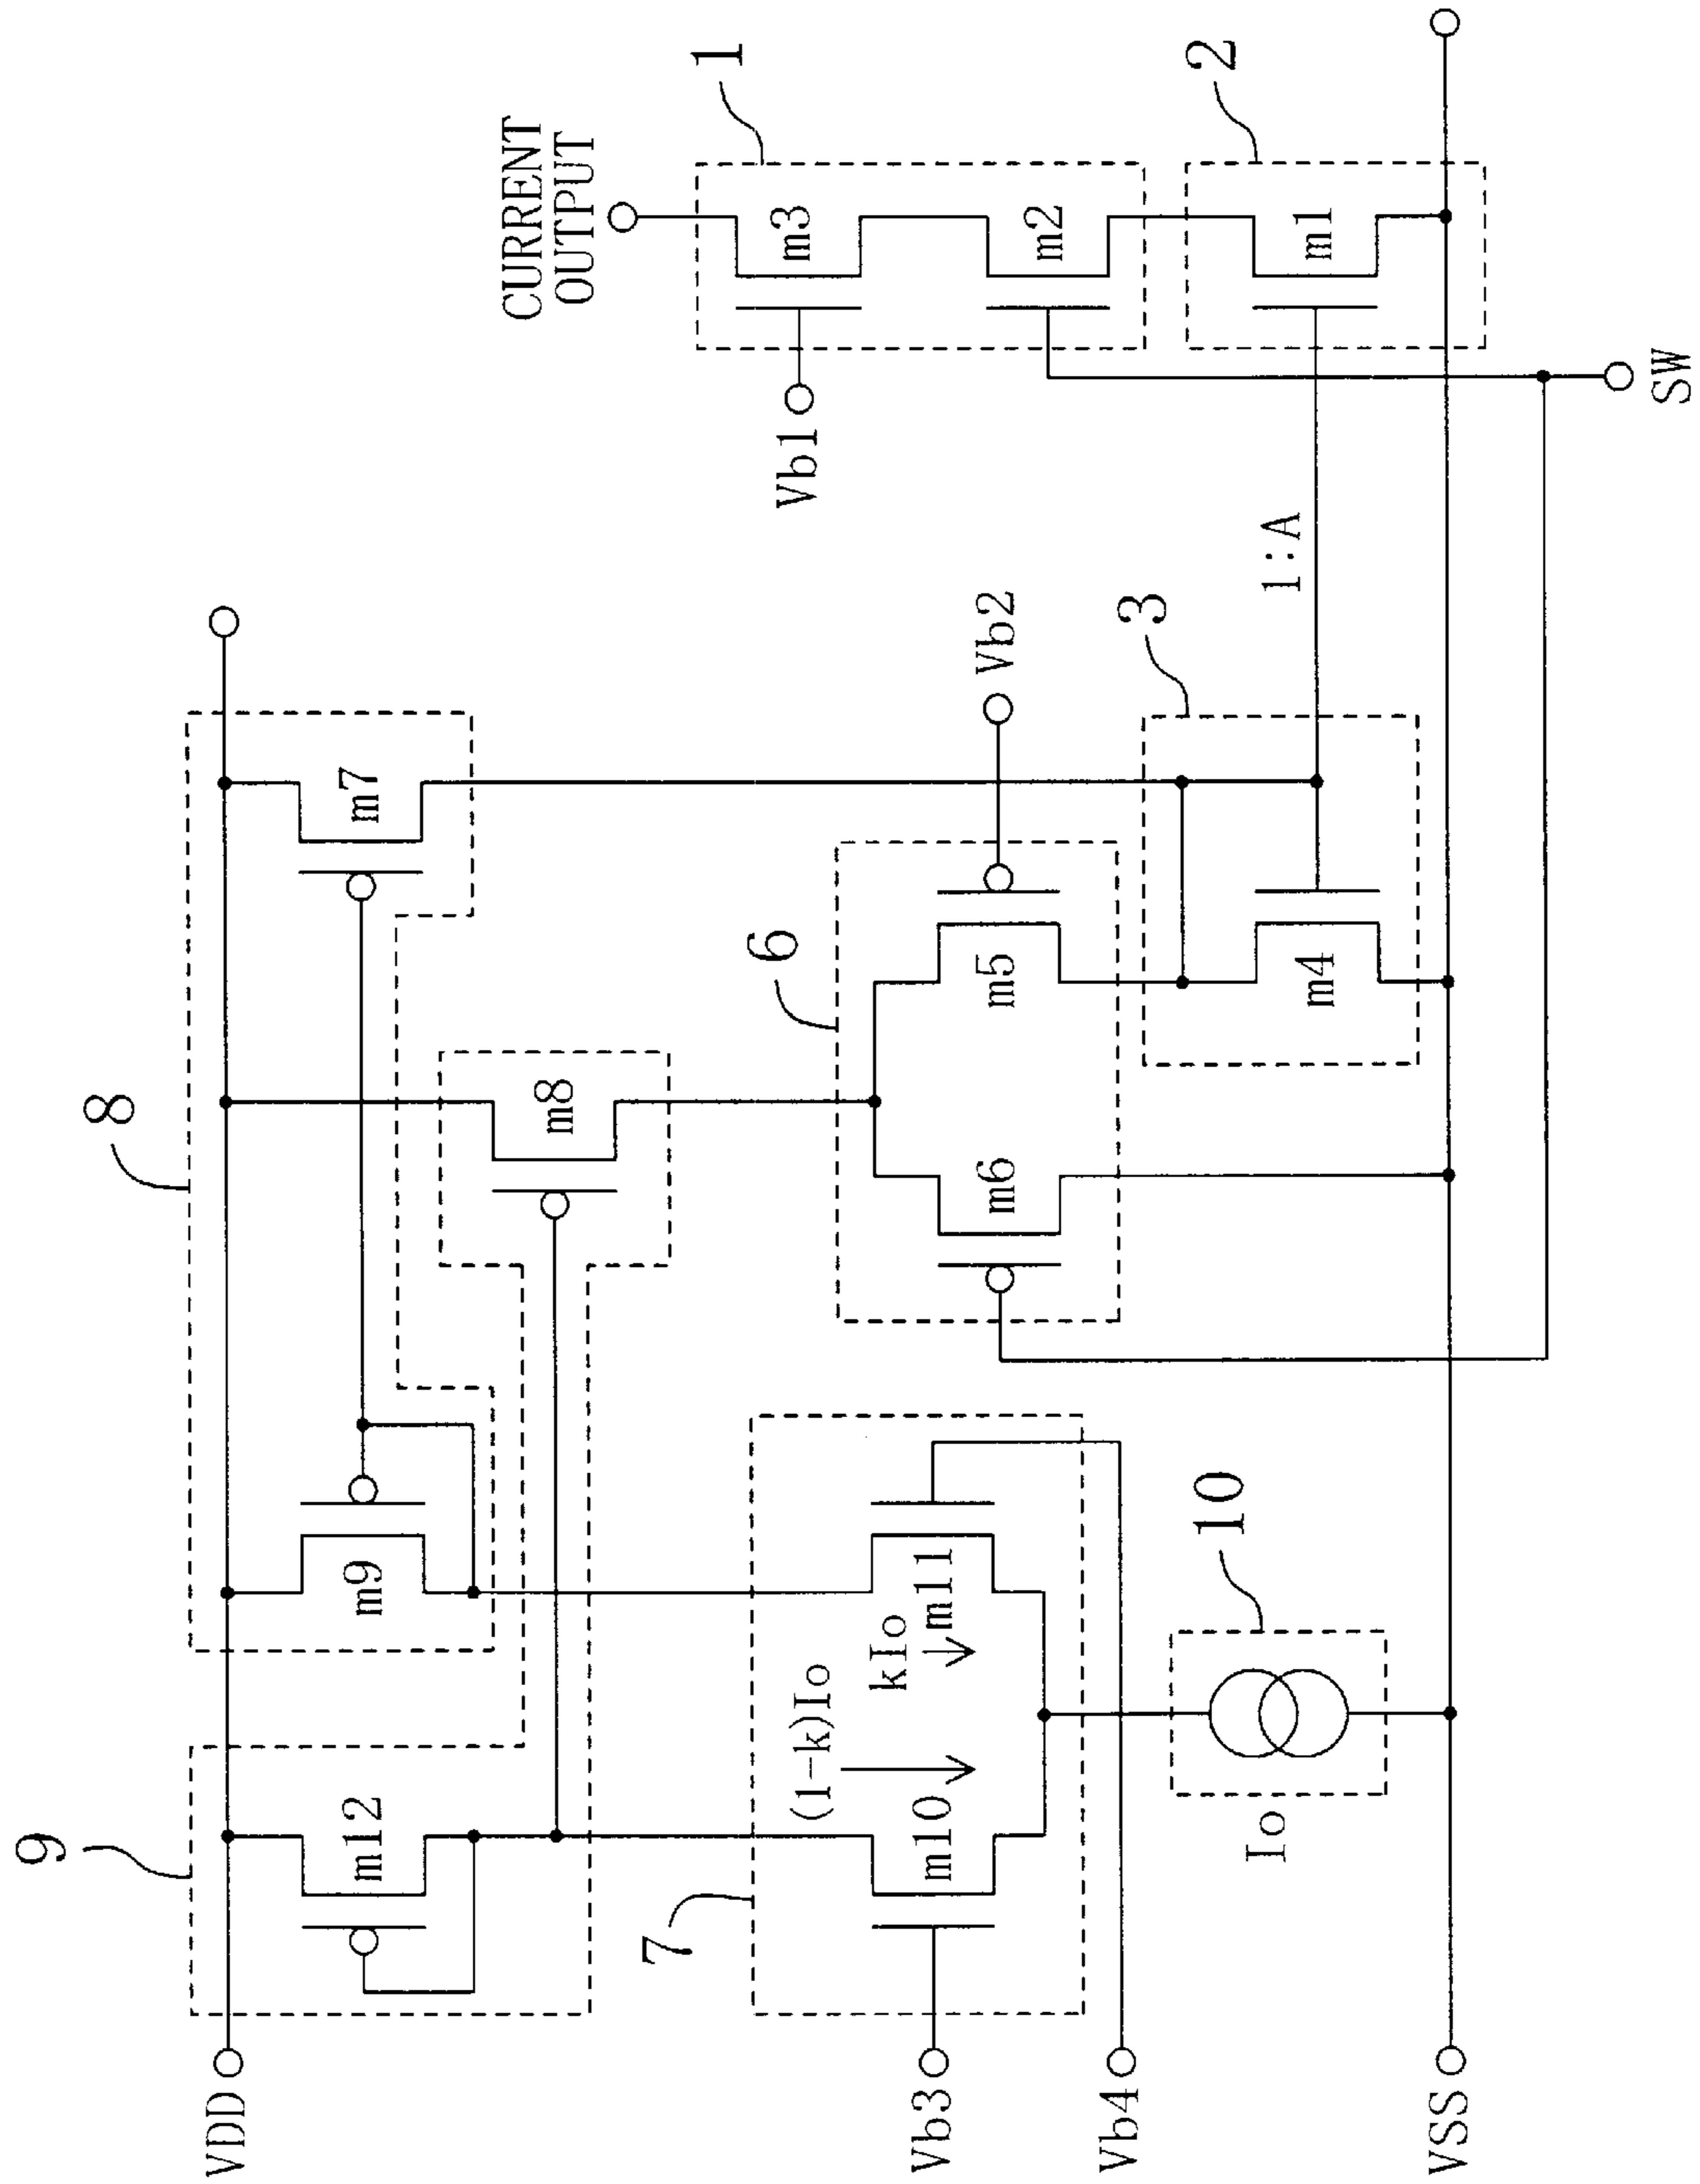 CURRENT
OUTPUT
1
2
m3
m2
m1
Vb1
SW
1:A
3
Vb2
8
m7
6
m5
m4
m8
m6
m9
10
m11
kIo
(1-k)Io
m10
Io
9
m12
7
VDD
Vb3
Vb4
VSS